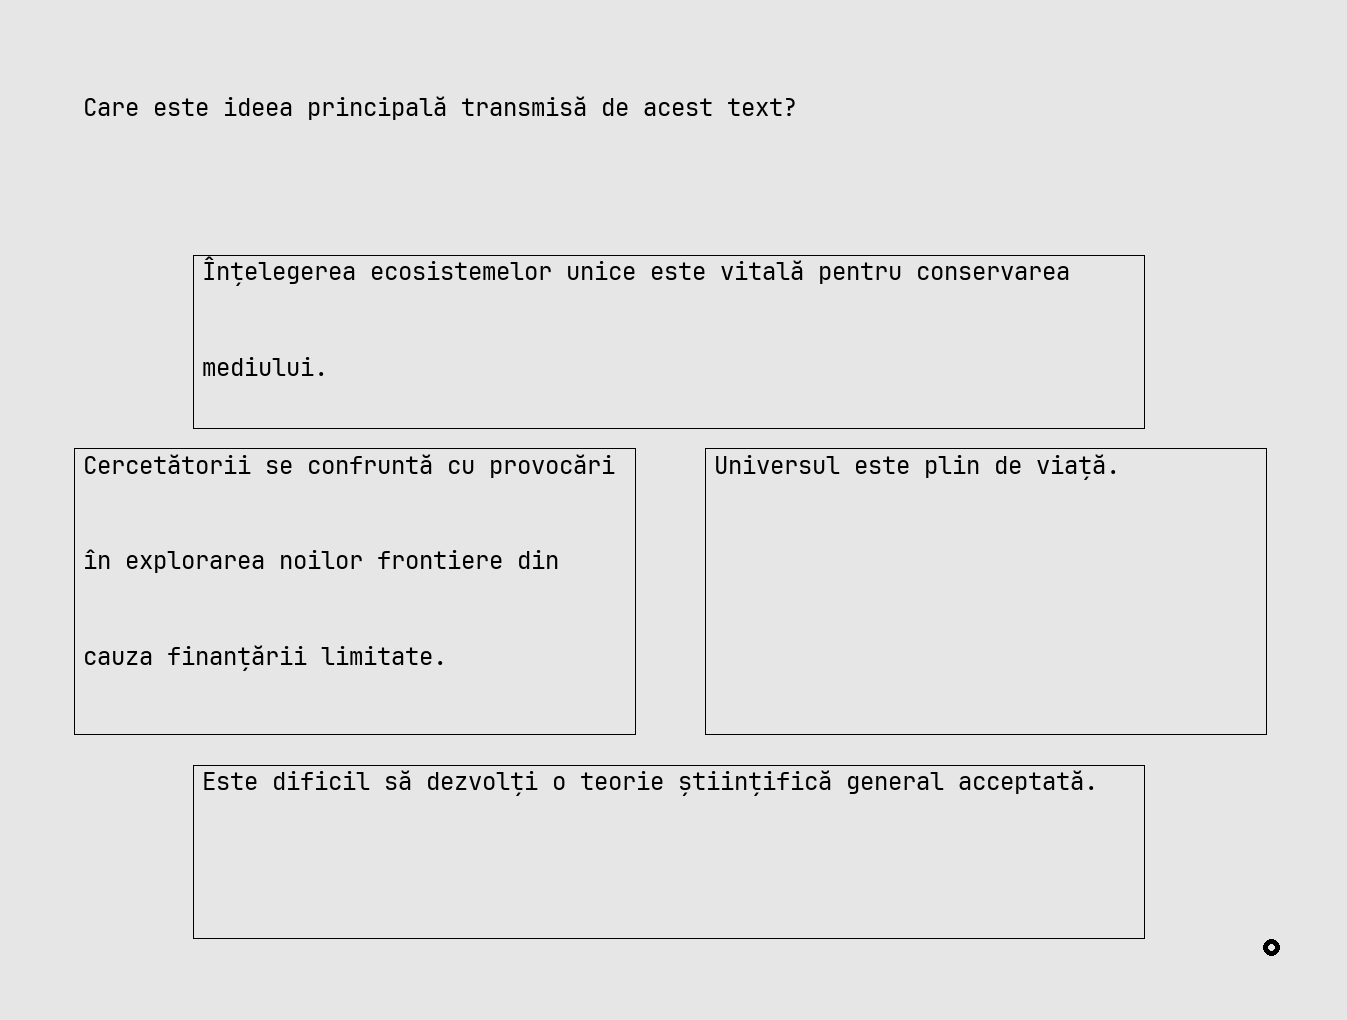 Care este ideea principală transmisă de acest text?
Înțelegerea ecosistemelor unice este vitală pentru conservarea
mediului.
Cercetătorii se confruntă cu provocări
în explorarea noilor frontiere din
cauza finanțării limitate.
Universul este plin de viață.
Este dificil să dezvolți o teorie științifică general acceptată.